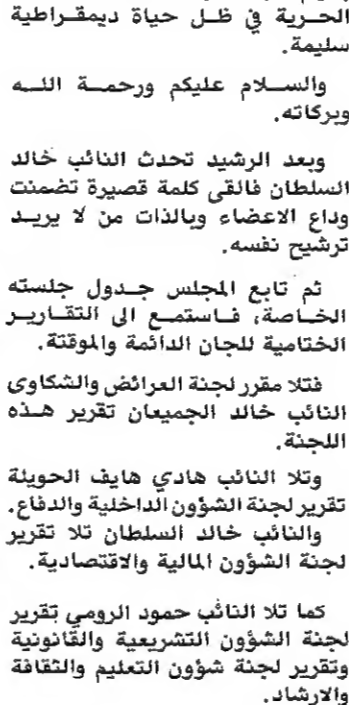 الحرية في ظل حياة ديمقراطية
سليمة.
والسلام عليكم ورحمة الله
وبركاته.
وبعد الرشيد تحدث النائب خالد
السلطان فالقى كلمة قصيرة تضمنت
وداع الاعضاء وبالذات من لا يريد
ترشيح نفسه.
ثم تابع المجلس جدول جلسته
الخاصة، فاستمع الى التقارير
الختامية للجان الدائمة والموقتة.
فتلا مقرر لجنة العرائض والشكاوى
النائب خالد الجميعان تقرير هذه
اللجنة.
وتلا النائب هادي هايف الحويلة
تقرير لجنة الشؤون الداخلية والدفاع.
والنائب خالد السلطان تلا تقرير
لجنة الشؤون المالية والاقتصادية.
كما تلا النائب حمود الرومي تقرير
لجنة الشؤون التشريعية والقانونية
وتقرير لجنة شؤون التعليم والثقافة
والارشاد.